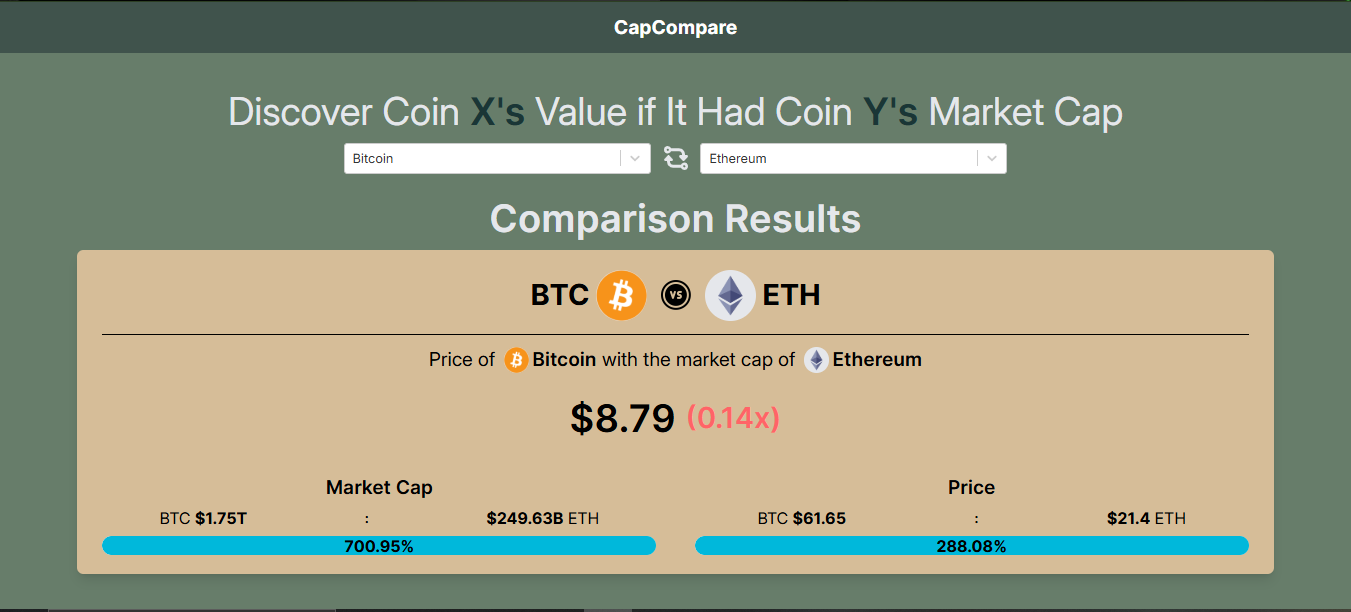 CapCompare
Discover Coin X's Value if It Had Coin Y's Market Cap
Bitcoin Ethereum
Comparison Results
BTC VS ETH
Price of Bitcoin with the market cap of Ethereum
$8.79 (0.14x)
Market Cap Price
BTC $1.75T : $249.63B ETH BTC $61.65 : $21.4 ETH
700.95% 288.08%